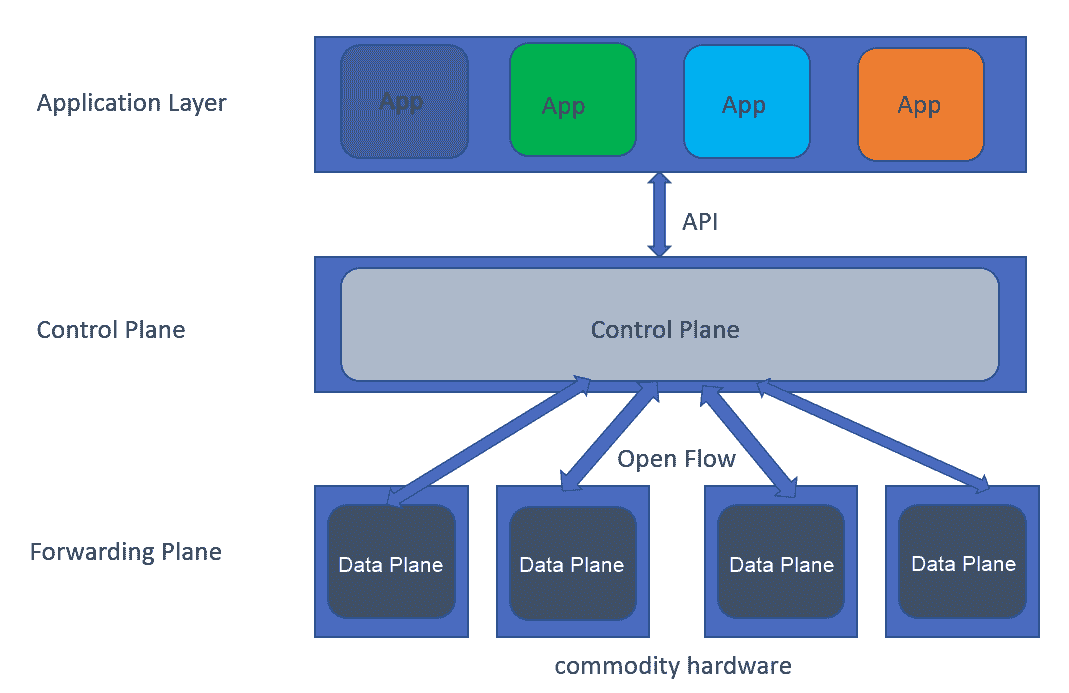 Application Layer
App
App
App
App
API
Control Plane
Control Plane
Open Flow
Forwarding Plane
Data Plane
Data Plane
Data Plane
Data Plane
commodity hardware